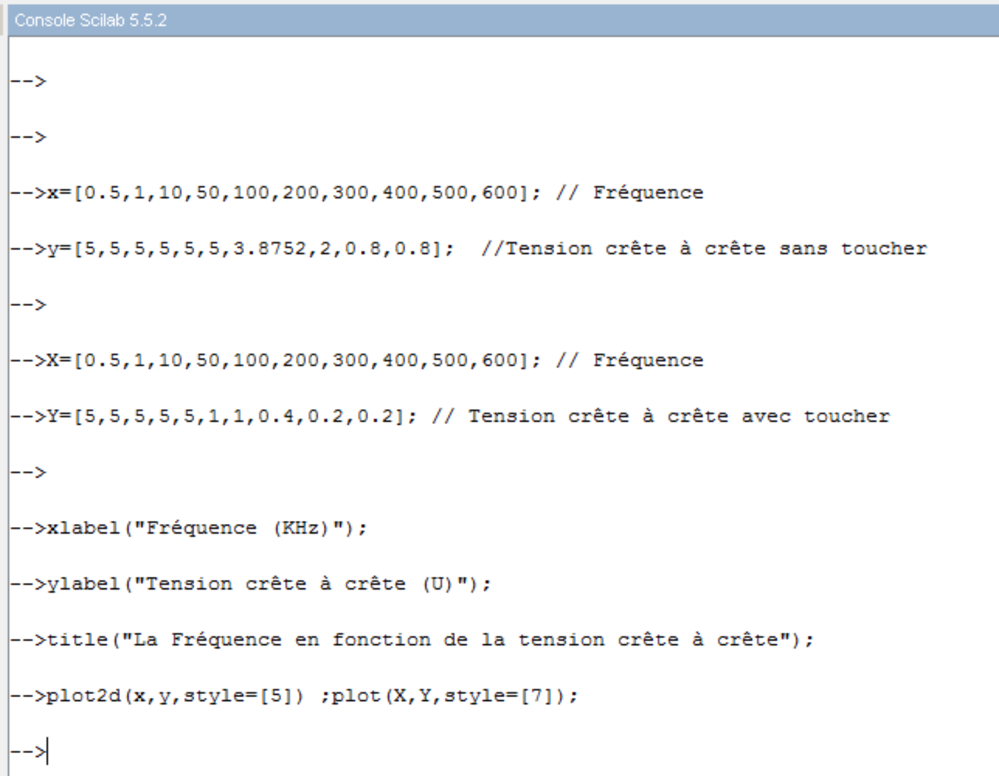 Console Scilab 5.5.2
-->
-->
-->x=[0.5,1,10,50,100,200,300,400,500,600]; // Fréquence
-->y=[5,5,5,5,5,5,3.8752,2,0.8,0.8];  //Tension crête à crête sans toucher
-->
-->X=[0.5,1,10,50,100,200,300,400,500,600]; // Fréquence
-->Y=[5,5,5,5,5,1,1,0.4,0.2,0.2]; // Tension crête à crête avec toucher
-->
-->xlabel("Fréquence (KHz)");
-->ylabel("Tension crête à crête (U)");
-->title("La Fréquence en fonction de la tension crête à crête");
-->plot2d(x,y,style=[5]) ;plot(X,Y,style=[7]);
-->